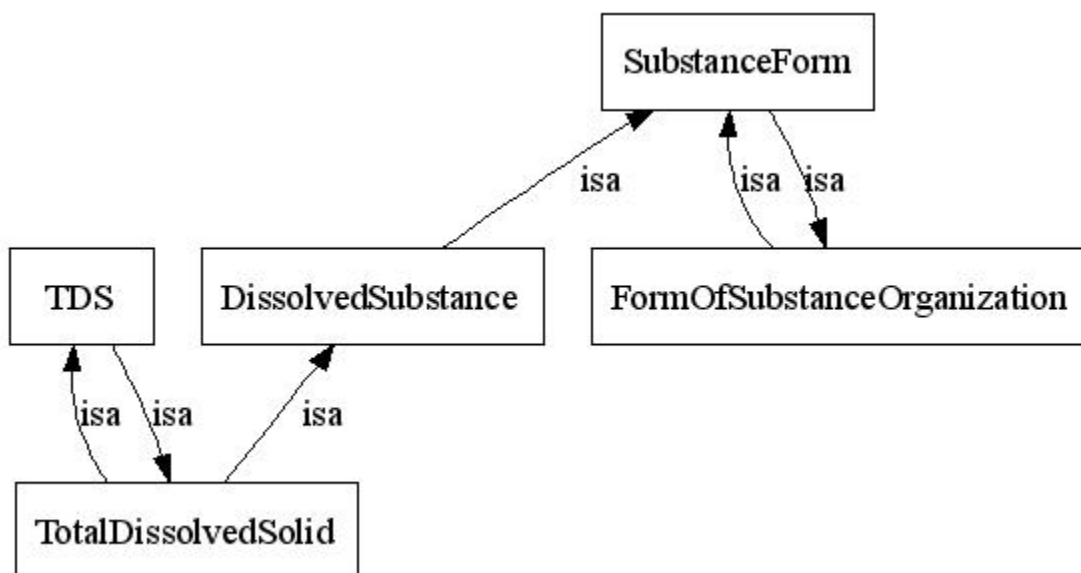 SubstanceForm
isa
isa isa
TDS
DissolvedSubstance
FormOfSubstanceOrganization
isa isa
isa
TotalDissolvedSolid